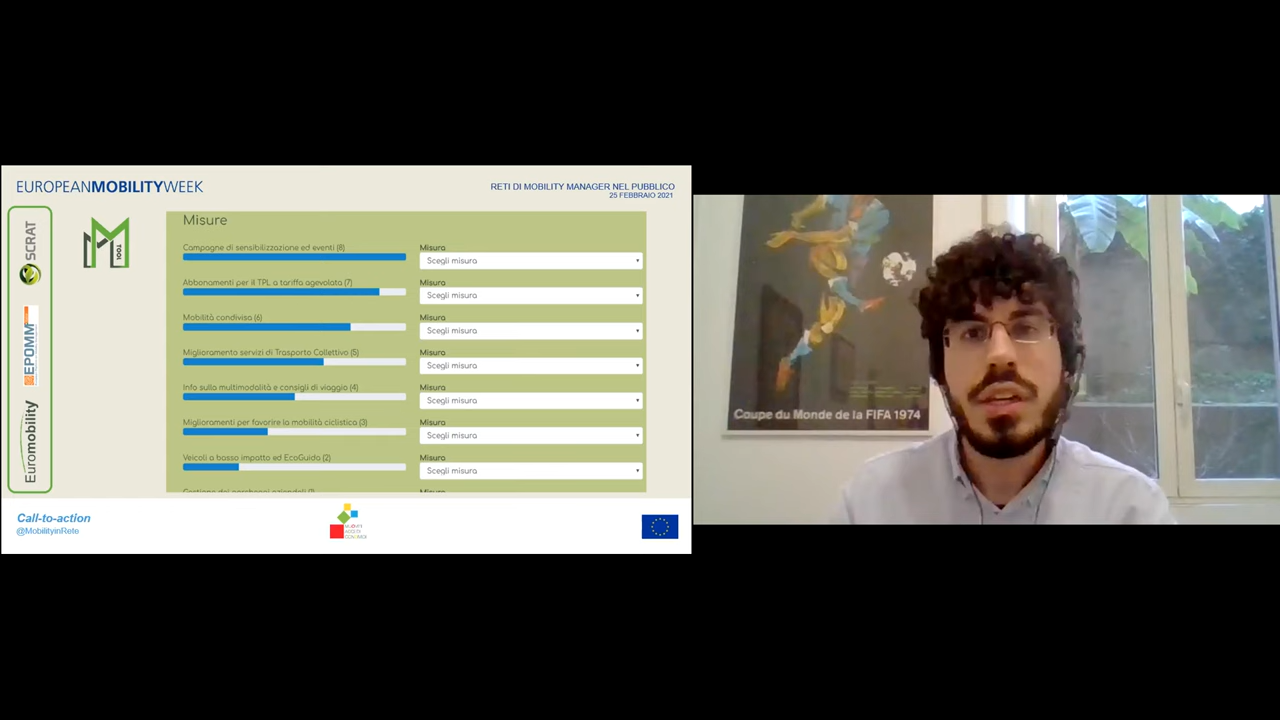 EUROPEANMOBILITYWEEK
RETI DI MOBILITY MANAGER NEL PUBBLICO
25 FEBBRAIO 2021
SCRAT
EPOMM
Euromobility
TOOL
Misure
Campagne di sensibilizzazione ed eventi (8)
Misura
Scegli misura
Abbonamenti per il TPL a tariffa agevolata (7)
Misura
Scegli misura
Mobilità condivisa (6)
Misura
Scegli misura
Miglioramento servizi di Trasporto Collettivo (5)
Misura
Scegli misura
Info sulla multimodalità e consigli di viaggio (4)
Misura
Scegli misura
Miglioramenti per favorire la mobilità ciclistica (3)
Misura
Scegli misura
Veicoli a basso impatto ed EcoGuida (2)
Misura
Scegli misura
Call-to-action
@MobilityinRete
Coupe du Monde de la FIFA 1974